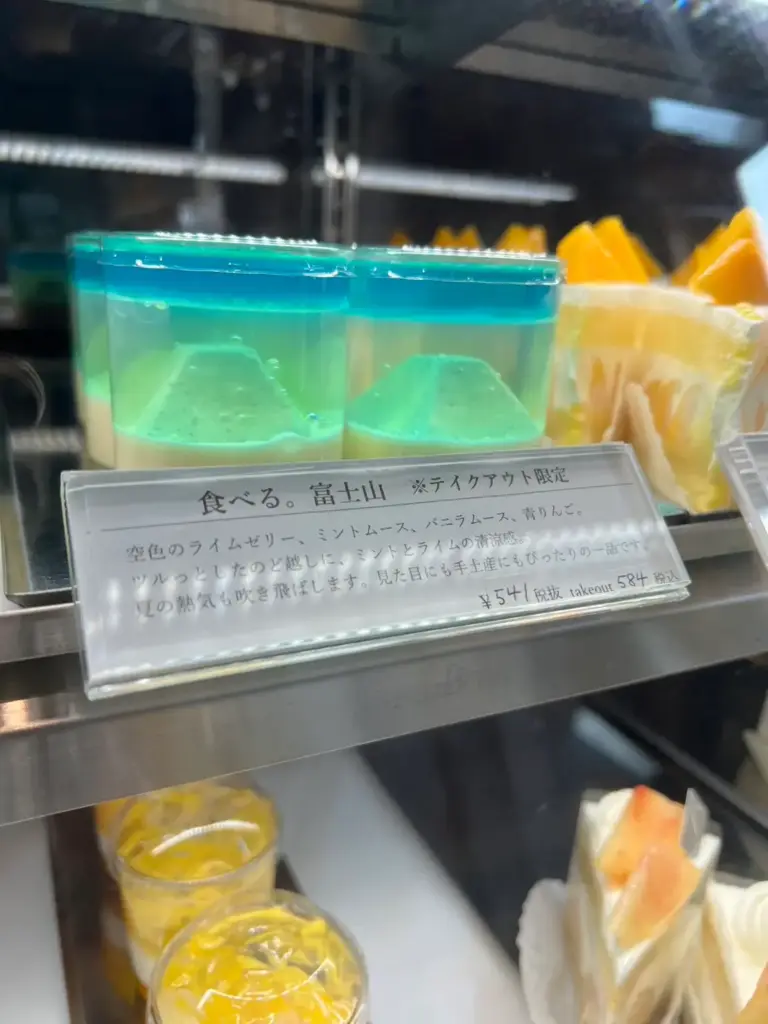 食べる。富士山　※テイクアウト限定
空色のライムゼリー、ミントムース、バニラムース、青りんご。
ツルっとしたのど越しに、ミントとライムの清涼感。
夏の熱気も吹き飛ばします。見た目にも手土産にもぴったりの一品です。
¥541税抜 takeout 584 税込